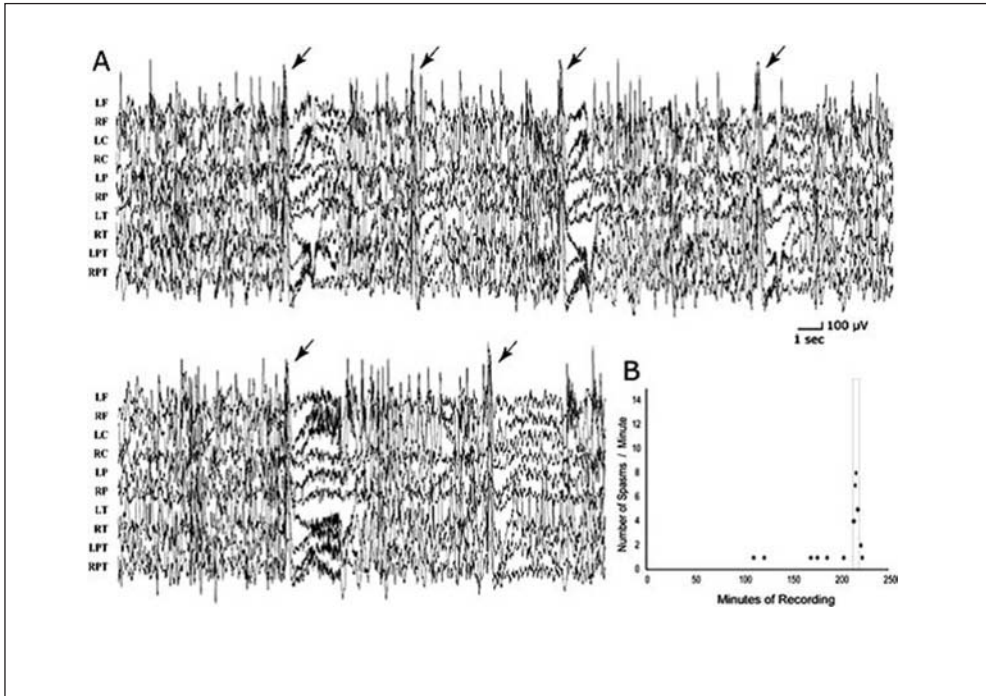 A
LF
RF
LC
RC
LP
RP
LT
RT
LPT
RPT
100 µV
1 sec
LF
RF
LC
RC
LP
RP
LT
RT
LPT
RPT
B
Number of Spasms / Minute
14
12
10
8
6
4
2
0
0 50 100 150 200 250
Minutes of Recording